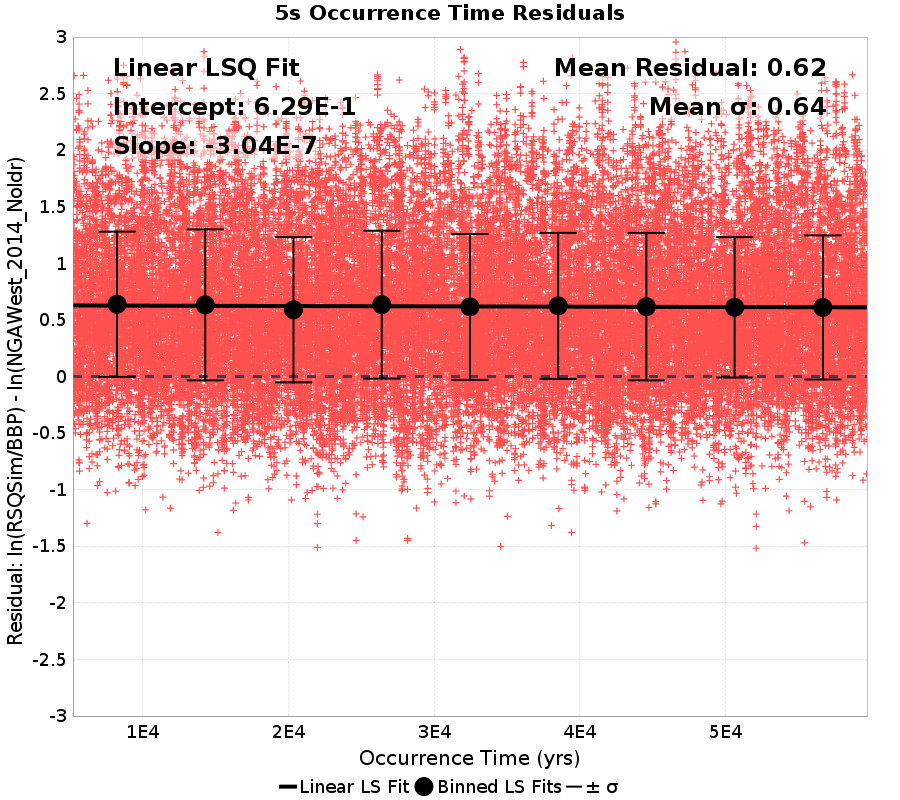 5s Occurrence Time Residuals
Linear LSQ Fit
Intercept: 6.29E-1
Slope: -3.04E-7
Mean Residual: 0.62
Mean σ: 0.64
Residual: ln(RSQSim/BBP) - ln(NGAWest_2014_NoIdr)
3
2.5
2
1.5
1
0.5
0
-0.5
-1
-1.5
-2
-2.5
-3
1E4
2E4
3E4
4E4
5E4
Occurrence Time (yrs)
Linear LS Fit
Binned LS Fits
± σ